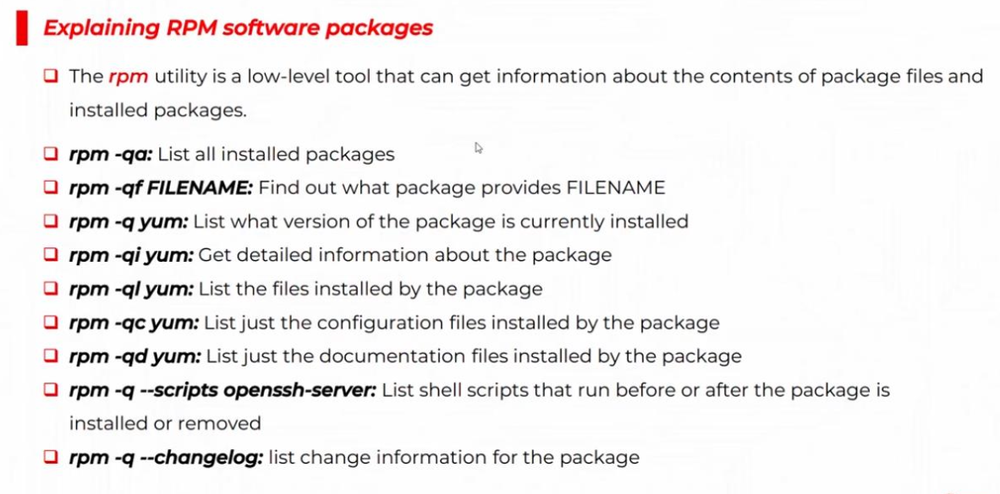 Explaining RPM software packages
The rpm utility is a low-level tool that can get information about the contents of package files and
installed packages.
rpm -qa: List all installed packages
rpm -qf FILENAME: Find out what package provides FILENAME
rpm -q yum: List what version of the package is currently installed
rpm -qi yum: Get detailed information about the package
rpm -ql yum: List the files installed by the package
rpm -qc yum: List just the configuration files installed by the package
rpm -qd yum: List just the documentation files installed by the package
rpm -q --scripts openssh-server: List shell scripts that run before or after the package is
installed or removed
rpm -q --changelog: list change information for the package